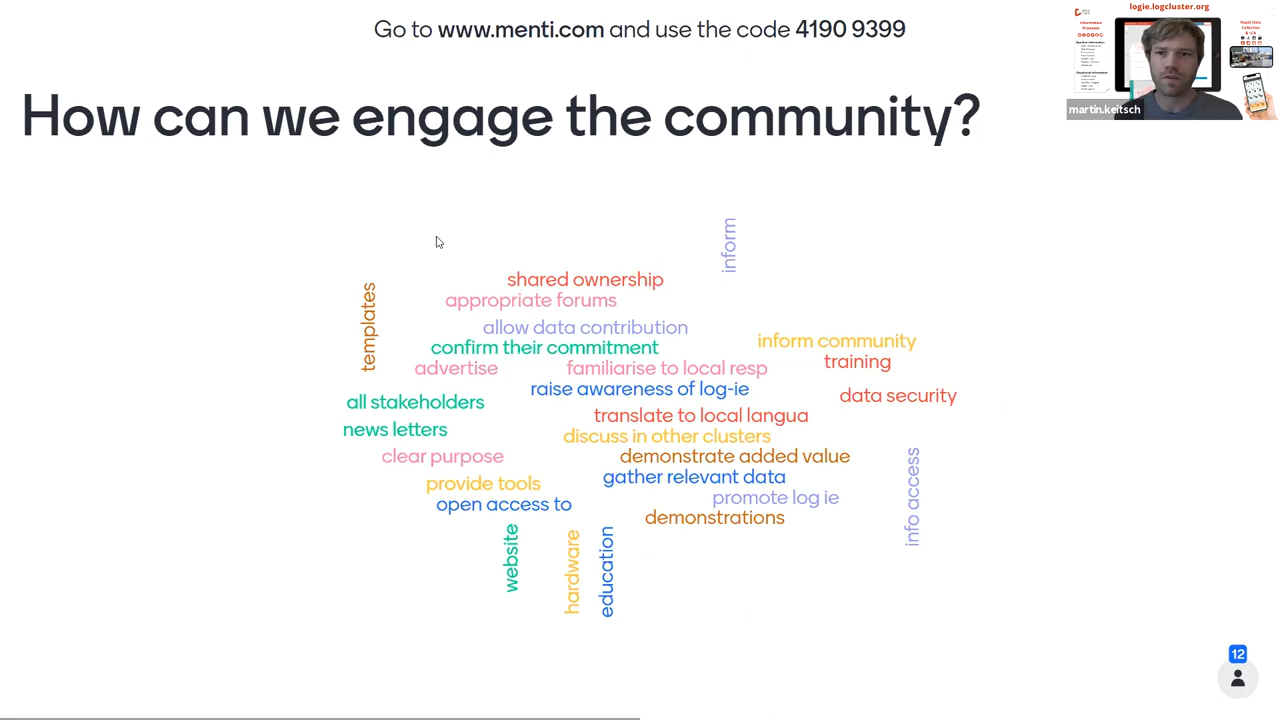 Go to www.menti.com and use the code 4190 9399
logie.logcluster.org
How can we engage the community?
martin.keitsch
inform
shared ownership
templates
appropriate forums
allow data contribution
inform community
confirm their commitment
training
advertise
familiarise to local resp
raise awareness of log-ie
data security
all stakeholders
translate to local langua
news letters
discuss in other clusters
clear purpose
demonstrate added value
info access
gather relevant data
provide tools
promote log ie
open access to
demonstrations
website
hardware
education
12